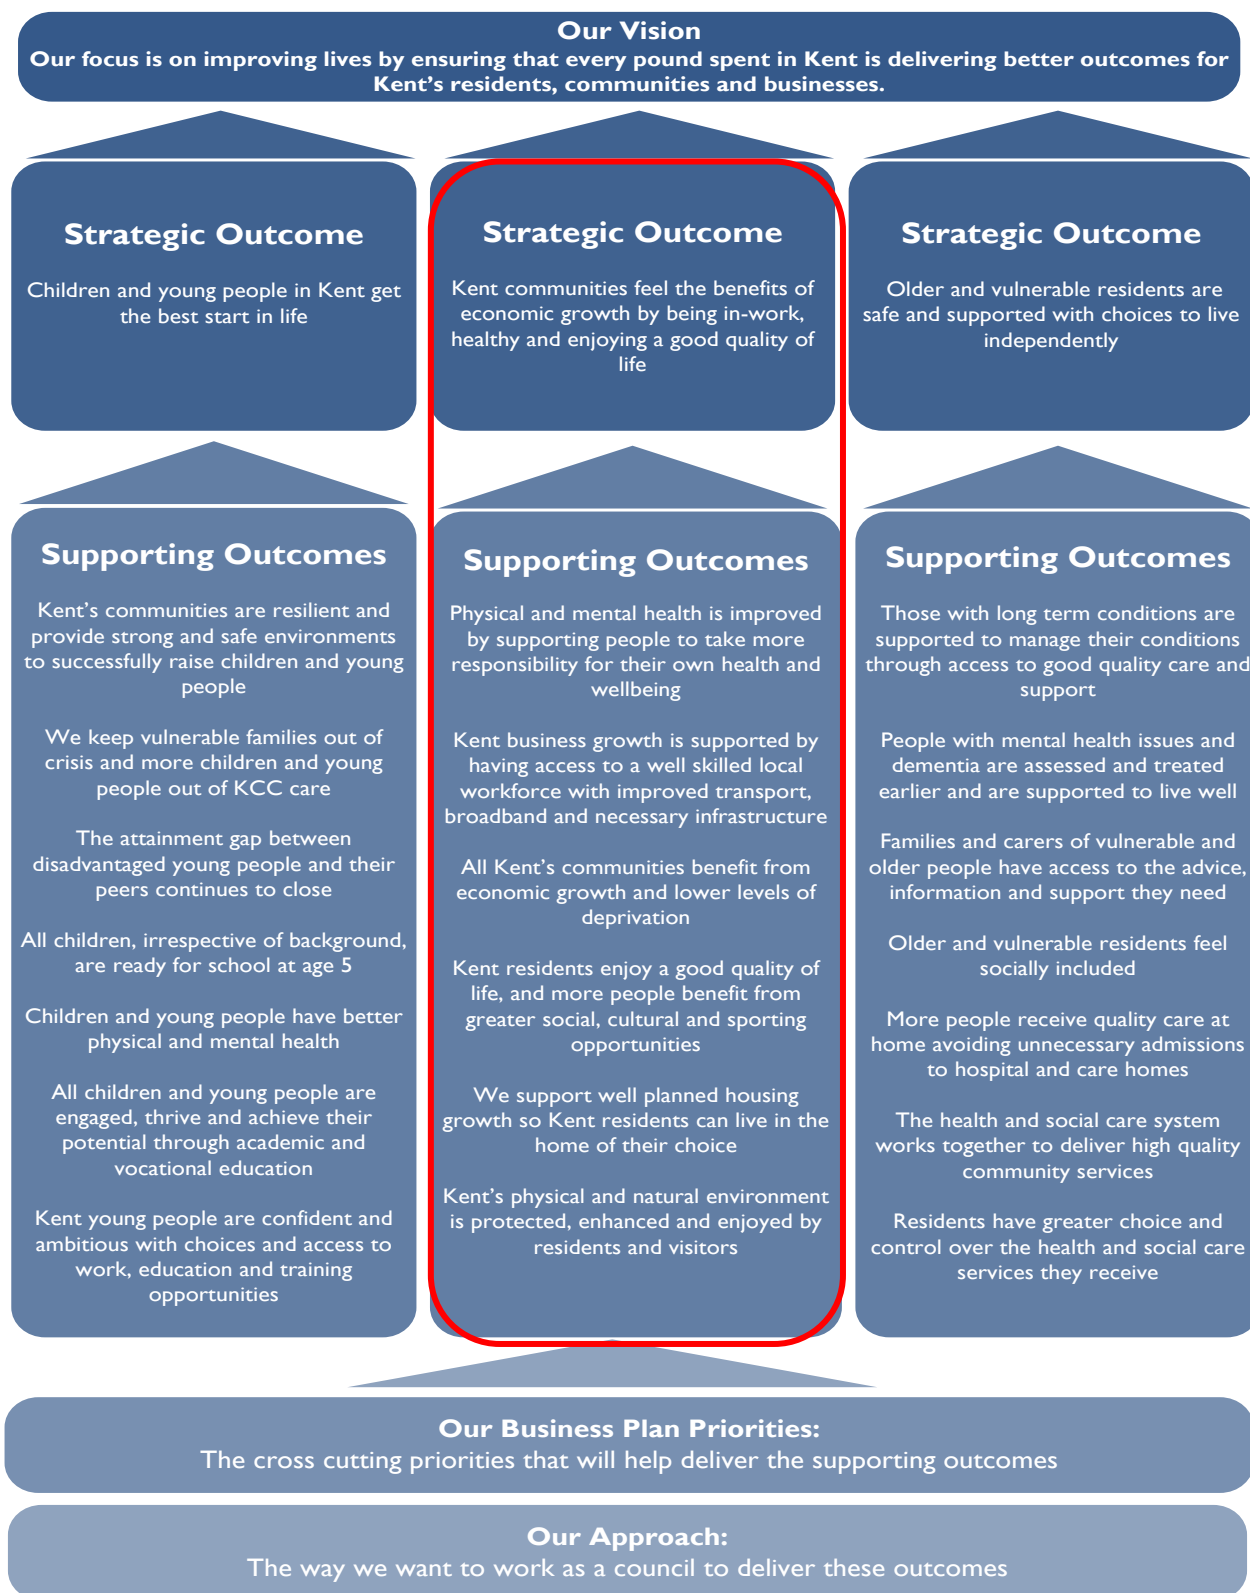 Our Vision
Our focus is on improving lives by ensuring that every pound spent in Kent is delivering better outcomes for
Kent's residents, communities and businesses.
Strategic Outcome
Children and young people in Kent get
the best start in life
Strategic Outcome
Kent communities feel the benefits of
economic growth by being in-work,
healthy and enjoying a good quality of
life
Strategic Outcome
Older and vulnerable residents are
safe and supported with choices to live
independently
Supporting Outcomes
Kent's communities are resilient and
provide strong and safe environments
to successfully raise children and young
people
We keep vulnerable families out of
crisis and more children and young
people out of KCC care
The attainment gap between
disadvantaged young people and their
peers continues to close
All children, irrespective of background,
are ready for school at age 5
Children and young people have better
physical and mental health
All children and young people are
engaged, thrive and achieve their
potential through academic and
vocational education
Kent young people are confident and
ambitious with choices and access to
work, education and training
opportunities
Supporting Outcomes
Physical and mental health is improved
by supporting people to take more
responsibility for their own health and
wellbeing
Kent business growth is supported by
having access to a well skilled local
workforce with improved transport,
broadband and necessary infrastructure
All Kent's communities benefit from
economic growth and lower levels of
deprivation
Kent residents enjoy a good quality of
life, and more people benefit from
greater social, cultural and sporting
opportunities
We support well planned housing
growth so Kent residents can live in the
home of their choice
Kent's physical and natural environment
is protected, enhanced and enjoyed by
residents and visitors
Supporting Outcomes
Those with long term conditions are
supported to manage their conditions
through access to good quality care and
support
People with mental health issues and
dementia are assessed and treated
earlier and are supported to live well
Families and carers of vulnerable and
older people have access to the advice,
information and support they need
Older and vulnerable residents feel
socially included
More people receive quality care at
home avoiding unnecessary admissions
to hospital and care homes
The health and social care system
works together to deliver high quality
community services
Residents have greater choice and
control over the health and social care
services they receive
Our Business Plan Priorities:
The cross cutting priorities that will help deliver the supporting outcomes
Our Approach:
The way we want to work as a council to deliver these outcomes